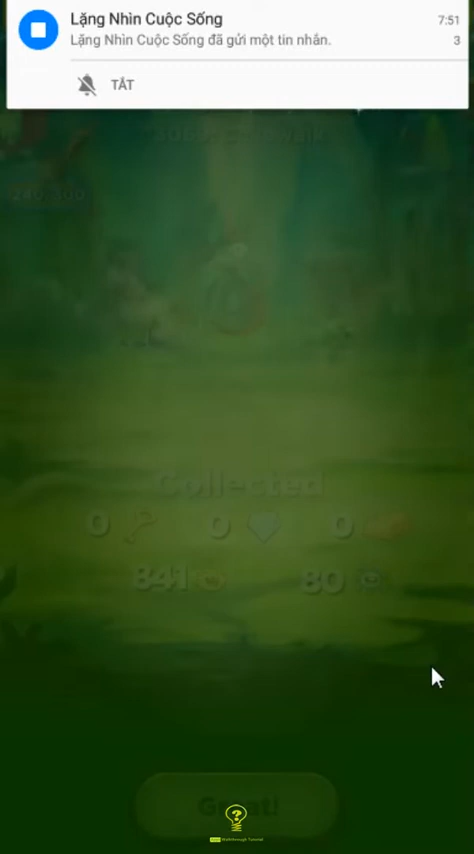 Lặng Nhìn Cuộc Sống
7:51
Lặng Nhìn Cuộc Sống đã gửi một tin nhắn.
3
TẮT
Collected
0 0 0
841 80
Great!